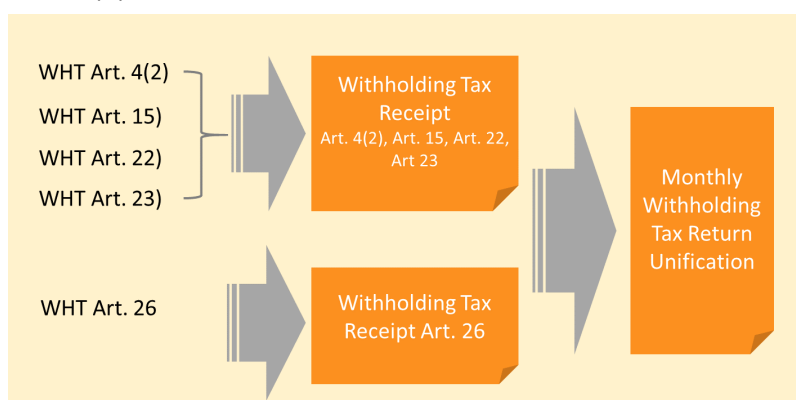 WHT Art. 4(2)
WHT Art. 15)
WHT Art. 22)
WHT Art. 23)
Withholding Tax
Receipt
Art. 4(2), Art. 15, Art. 22,
Art 23
WHT Art. 26
Withholding Tax
Receipt Art. 26
Monthly
Withholding
Tax Return
Unification